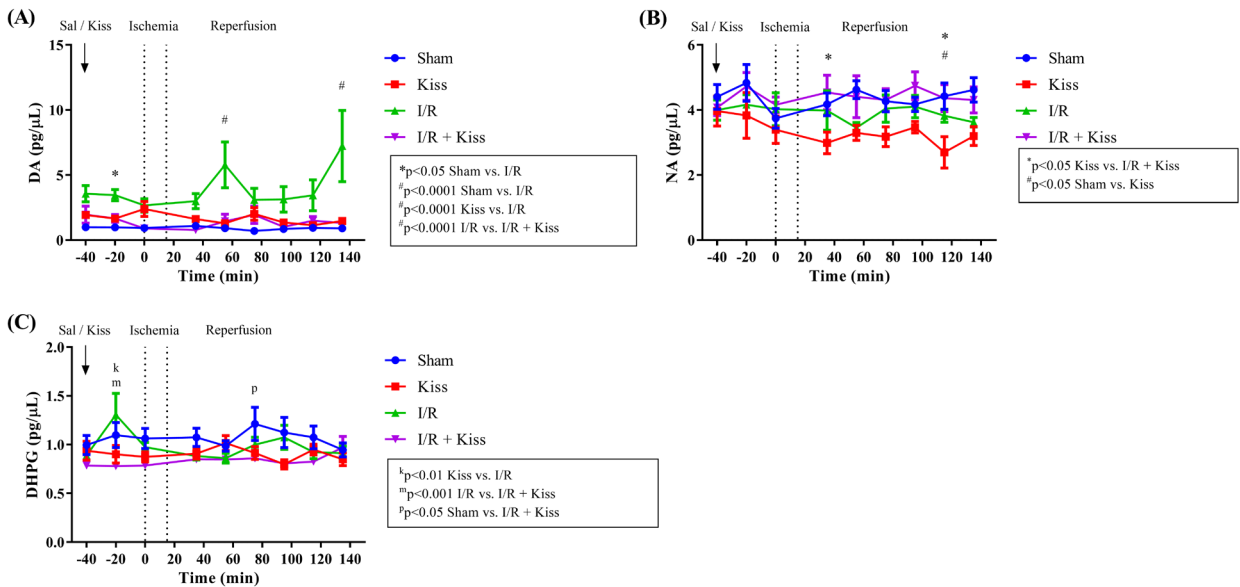 (A)
Sal / Kiss Ischemia Reperfusion
15
10
5
0
DA (pg/μL)
# #
*
-40 -20 0 20 40 60 80 100 120 140
Time (min)
Sham
Kiss
I/R
I/R + Kiss
*p<0.05 Sham vs. I/R
#p<0.0001 Sham vs. I/R
#p<0.0001 Kiss vs. I/R
#p<0.0001 I/R vs. I/R + Kiss
(B)
Sal / Kiss Ischemia Reperfusion
6
4
2
0
NA (pg/μL)
*
* #
-40 -20 0 20 40 60 80 100 120 140
Time (min)
Sham
Kiss
I/R
I/R + Kiss
*p<0.05 Kiss vs. I/R + Kiss
#p<0.05 Sham vs. Kiss
(C)
Sal / Kiss Ischemia Reperfusion
2.0
1.5
1.0
0.5
0.0
DHPG (pg/μL)
k
m p
-40 -20 0 20 40 60 80 100 120 140
Time (min)
Sham
Kiss
I/R
I/R + Kiss
kp<0.01 Kiss vs. I/R
mp<0.001 I/R vs. I/R + Kiss
pp<0.05 Sham vs. I/R + Kiss